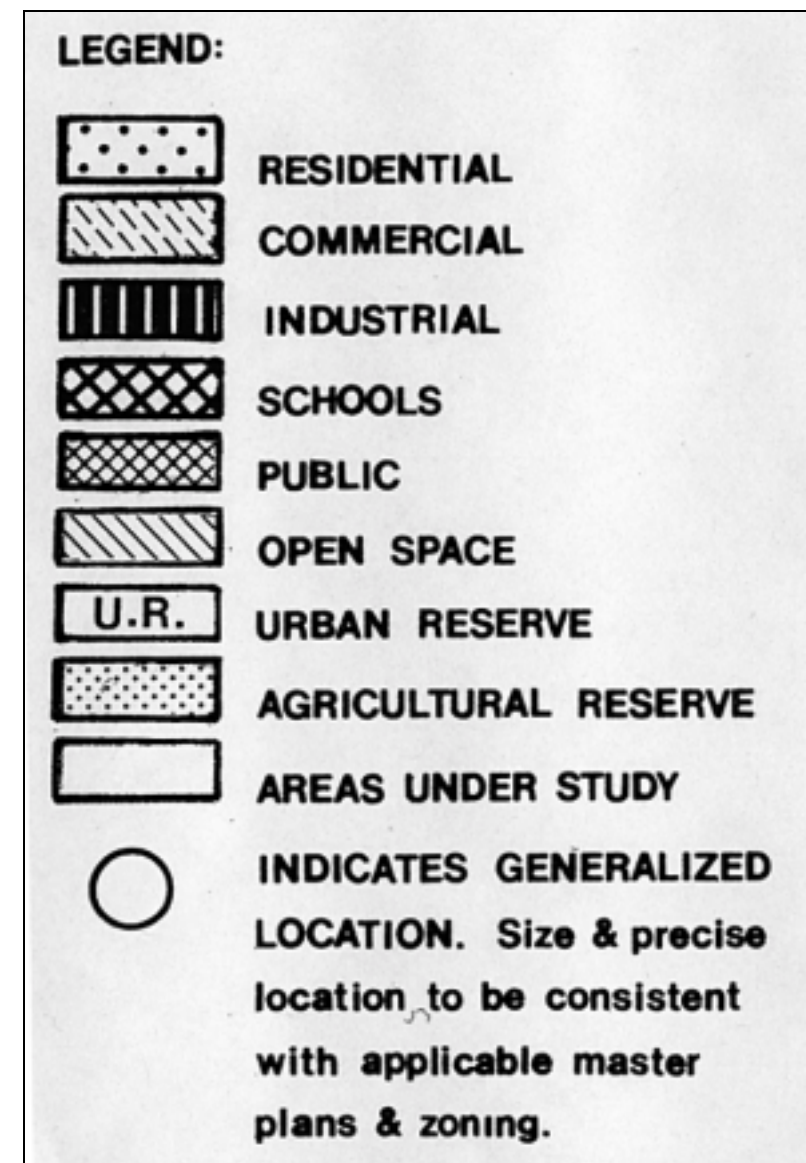 LEGEND:
RESIDENTIAL
COMMERCIAL
INDUSTRIAL
SCHOOLS
PUBLIC
OPEN SPACE
U.R. URBAN RESERVE
AGRICULTURAL RESERVE
AREAS UNDER STUDY
INDICATES GENERALIZED
LOCATION. Size & precise
location to be consistent
with applicable master
plans & zoning.